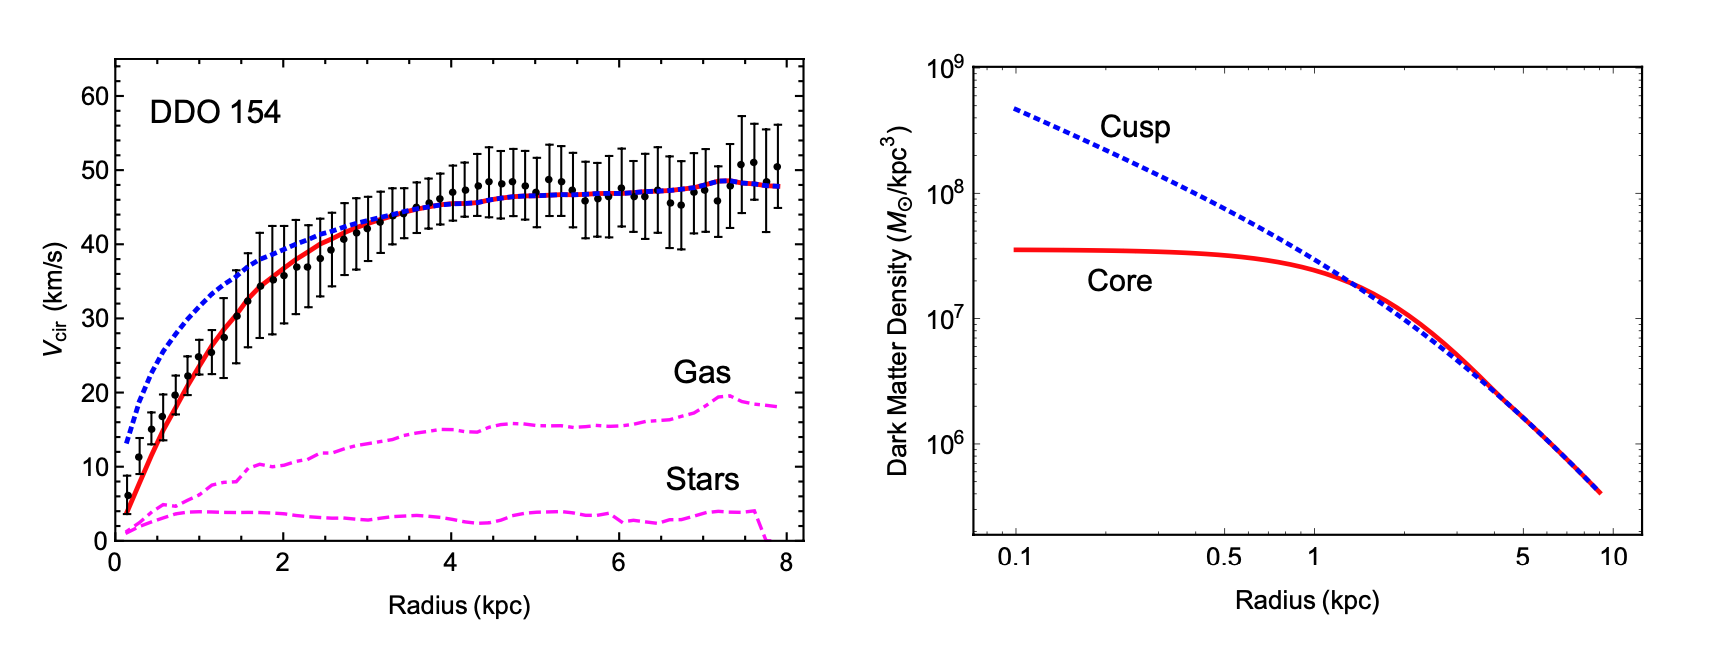 DDO 154
60
50
40
30
20
10
0
V_cir (km/s)
Gas
Stars
0 2 4 6 8
Radius (kpc)
10^9
10^8
10^7
10^6
Dark Matter Density (M_⊙/kpc^3)
Cusp
Core
0.1 0.5 1 5 10
Radius (kpc)